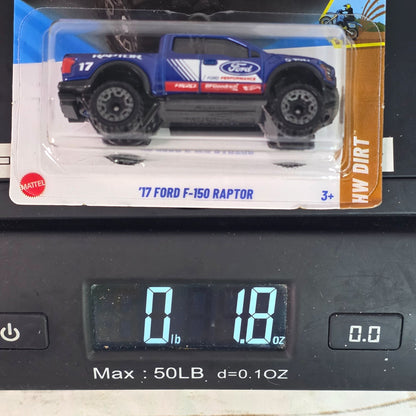 RAPTOR
17
Ford
FORD PERFORMANCE
MATTEL
'17 FORD F-150 RAPTOR
3+
HW DIRT
0 lb 1.8 oz
0.0
Max : 50LB d=0.1OZ